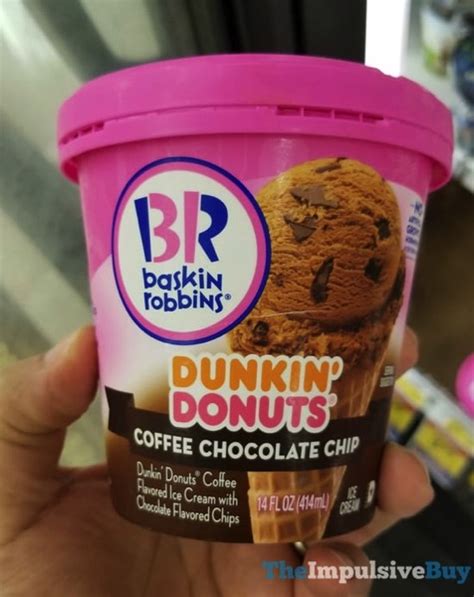 BR
baskin
robbins®
DUNKIN'
DONUTS®
COFFEE CHOCOLATE CHIP
Dunkin' Donuts® Coffee
Flavored Ice Cream with
Chocolate Flavored Chips
14 FL OZ (414mL)
ICE
CREAM
TheImpulsiveBuy